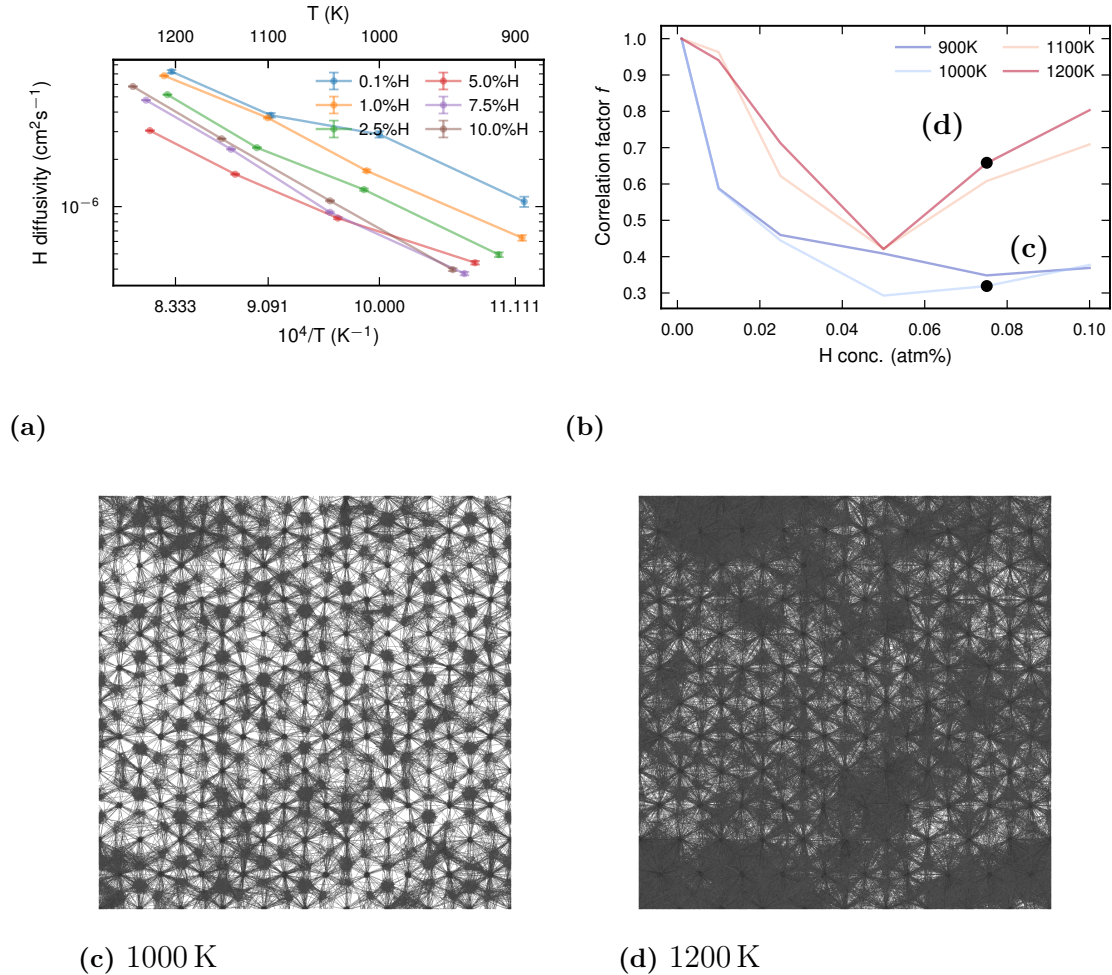 T (K)
1200 1100 1000 900
0.1%H 5.0%H
1.0%H 7.5%H
2.5%H 10.0%H
H diffusivity (cm²s⁻¹)
10⁻⁶
8.333 9.091 10.000 11.111
10⁴/T (K⁻¹)
(a)
1.0
0.9
0.8
0.7
0.6
0.5
0.4
0.3
Correlation factor f
900K 1100K
1000K 1200K
(d)
(c)
0.00 0.02 0.04 0.06 0.08 0.10
H conc. (atm%)
(b)
(c) 1000 K
(d) 1200 K